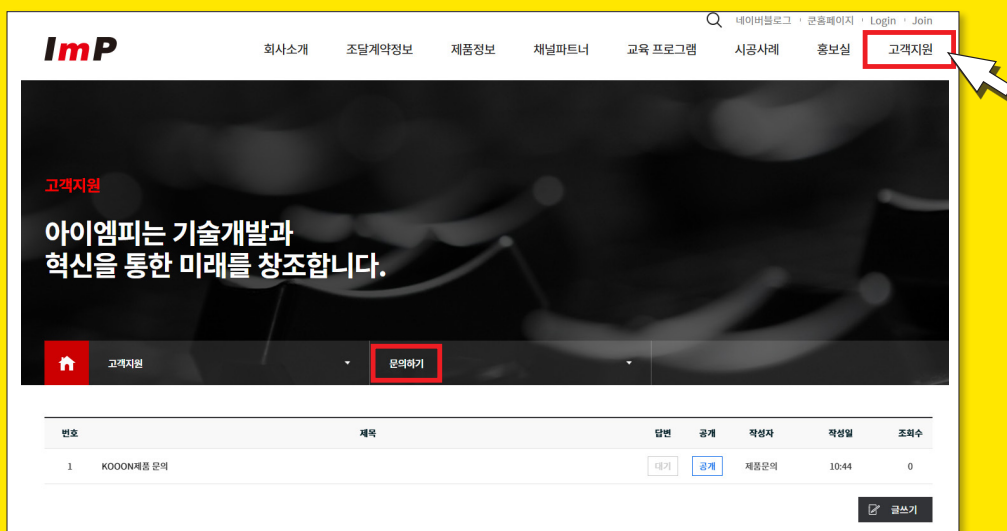 네이버블로그 쿤홈페이지 Login Join
ImP
회사소개 조달계약정보 제품정보 채널파트너 교육 프로그램 시공사례 홍보실 고객지원
고객지원
아이엠피는 기술개발과
혁신을 통한 미래를 창조합니다.
고객지원 문의하기
번호 제목 답변 공개 작성자 작성일 조회수
1 KOOON제품 문의 대기 공개 제품문의 10:44 0
글쓰기